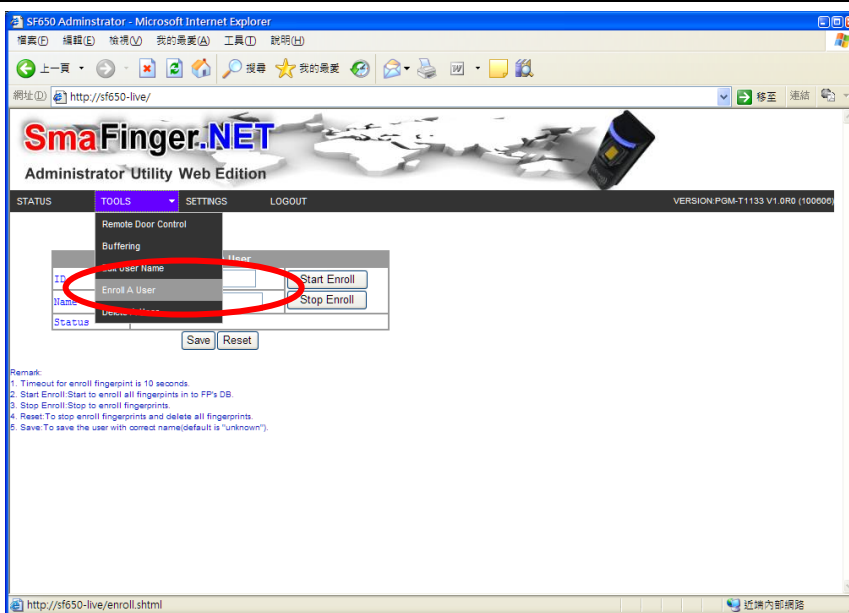 SF650 Adminstrator - Microsoft Internet Explorer
檔案(F) 編輯(E) 檢視(V) 我的最愛(A) 工具(T) 說明(H)
上一頁 搜尋 我的最愛
網址(D) http://sf650-live/ 移至 連結
SmaFinger.NET
Administrator Utility Web Edition
STATUS TOOLS SETTINGS LOGOUT VERSION:PGM-T1133 V1.0R0 (100606)
Remote Door Control
Buffering
User
Edit User Name
ID Start Enroll
Enroll A User
Name Stop Enroll
Status
Save Reset
Remark:
1. Timeout for enroll fingerpint is 10 seconds.
2. Start Enroll:Start to enroll all fingerpints in to FP's DB.
3. Stop Enroll:Stop to enroll fingerprints.
4. Reset:To stop enroll fingerprints and delete all fingerprints.
5. Save:To save the user with correct name(default is "unknown").
http://sf650-live/enroll.shtml 近端內部網路